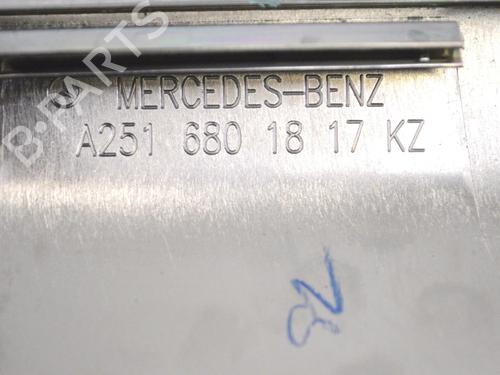 B-PARTS
MERCEDES-BENZ
A251 680 18 17 KZ